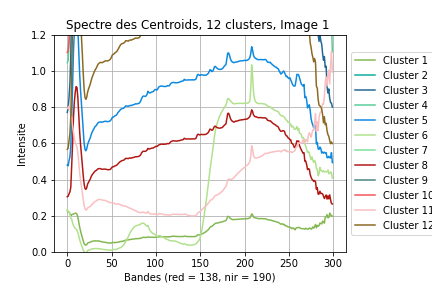 Spectre des Centroids, 12 clusters, Image 1
1.2
1.0
0.8
0.6
0.4
0.2
0.0
Intensite
0
50
100
150
200
250
300
Bandes (red = 138, nir = 190)
Cluster 1
Cluster 2
Cluster 3
Cluster 4
Cluster 5
Cluster 6
Cluster 7
Cluster 8
Cluster 9
Cluster 10
Cluster 11
Cluster 12